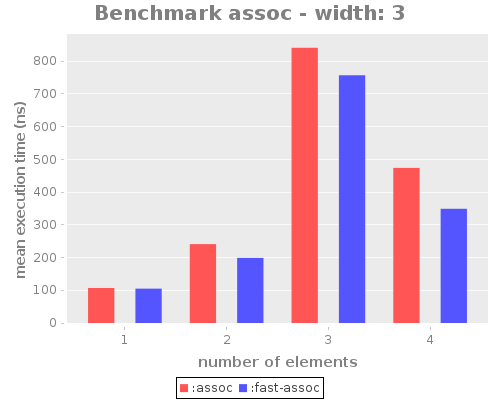 Benchmark assoc - width: 3
mean execution time (ns)
800
700
600
500
400
300
200
100
0
1 2 3 4
number of elements
:assoc :fast-assoc